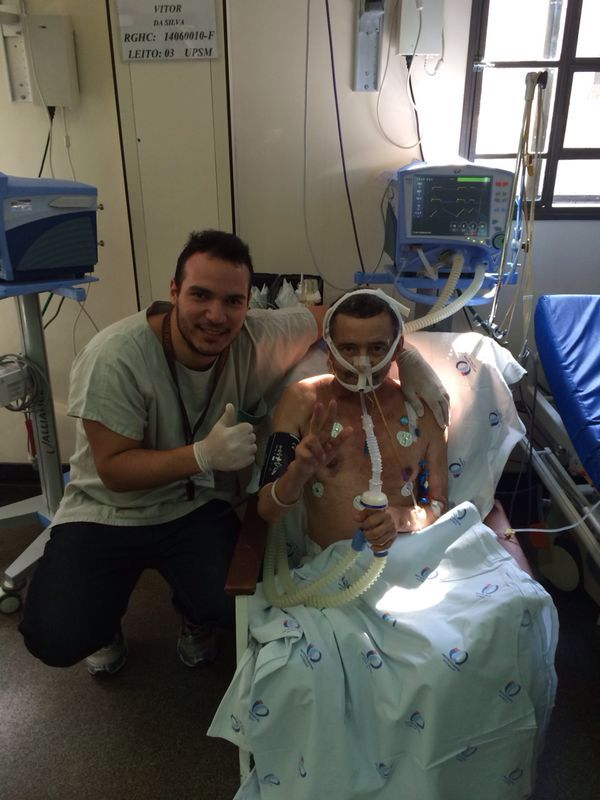 VITOR
DA SILVA
RGHC: 14060010-F
LEITO: 03 UPSM